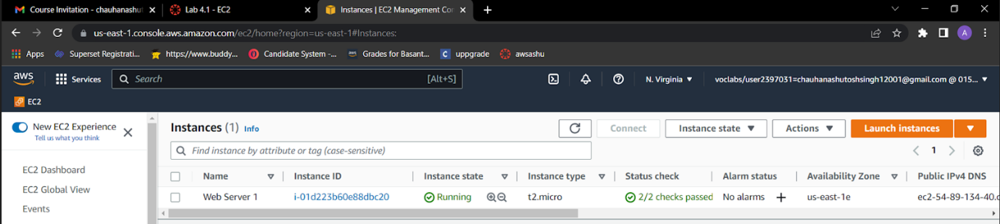 Course Invitation - chauhanashut
Lab 4.1 - EC2
Instances | EC2 Management Con
us-east-1.console.aws.amazon.com/ec2/home?region=us-east-1#Instances:
A
Apps
Superset Registrati...
https://www.buddy...
Candidate System -...
aws
Grades for Basant...
C
uppgrade
awsashu
aws
Services
Search
[Alt+S]
N. Virginia
voclabs/user2397031=chauhanashutoshsingh12001@gmail.com @ 015...
EC2
New EC2 Experience
Tell us what you think
EC2 Dashboard
EC2 Global View
Events
Instances (1) Info
Connect
Instance state
Actions
Launch instances
Find instance by attribute or tag (case-sensitive)
1
Name Instance ID Instance state Instance type Status check Alarm status Availability Zone Public IPv4 DNS
Web Server 1 i-01d223b60e88dbc20 Running t2.micro 2/2 checks passed No alarms + us-east-1e ec2-54-89-134-40.c